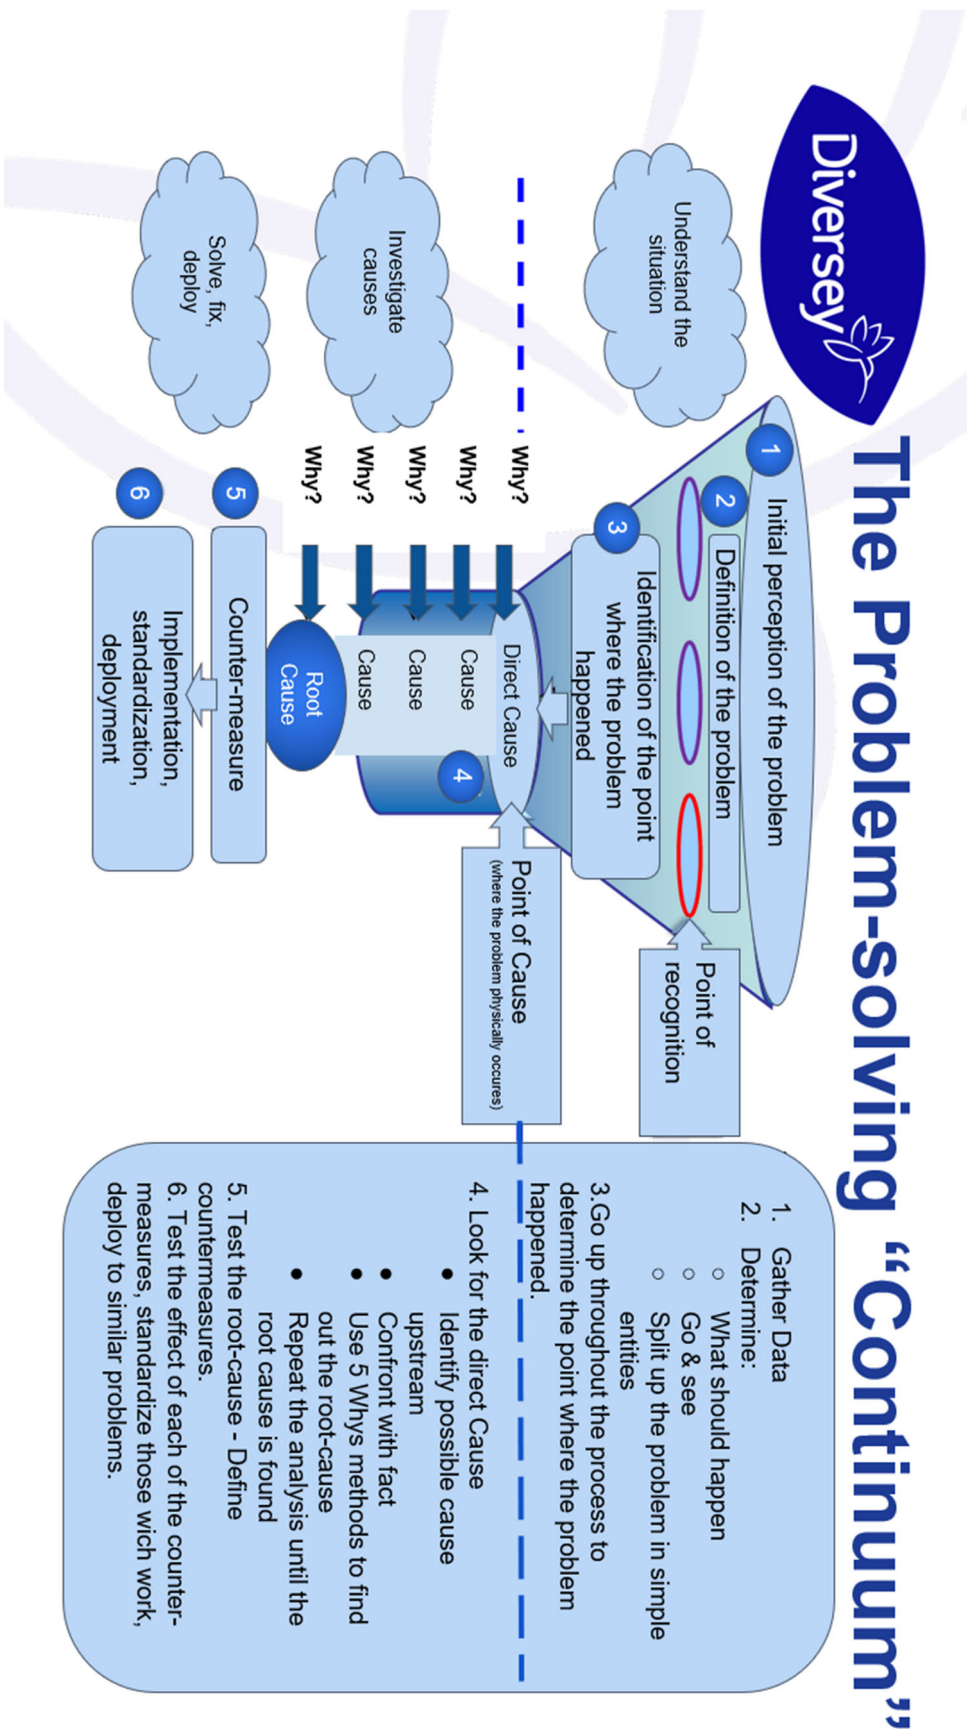 Diversey
The Problem-solving “Continuum”
Understand the
situation
Investigate
causes
Solve, fix,
deploy
1
Initial perception of the problem
2
Definition of the problem
3
Identification of the point
where the problem
happened
Point of
recognition
Why?
Why?
Why?
Why?
Why?
Direct Cause
Cause
Cause
Cause
4
Root
Cause
Point of Cause
(where the problem physically occures)
5
Counter-measure
6
Implementation,
standardization,
deployment
1. Gather Data
2. Determine:
○ What should happen
○ Go & see
○ Split up the problem in simple
entities
3.Go up throughout the process to
determine the point where the problem
happened.
4. Look for the direct Cause
● Identify possible cause
upstream
● Confront with fact
● Use 5 Whys methods to find
out the root-cause
● Repeat the analysis until the
root cause is found
5. Test the root-cause - Define
countermeasures.
6. Test the effect of each of the counter-
measures, standardize those wich work,
deploy to similar problems.